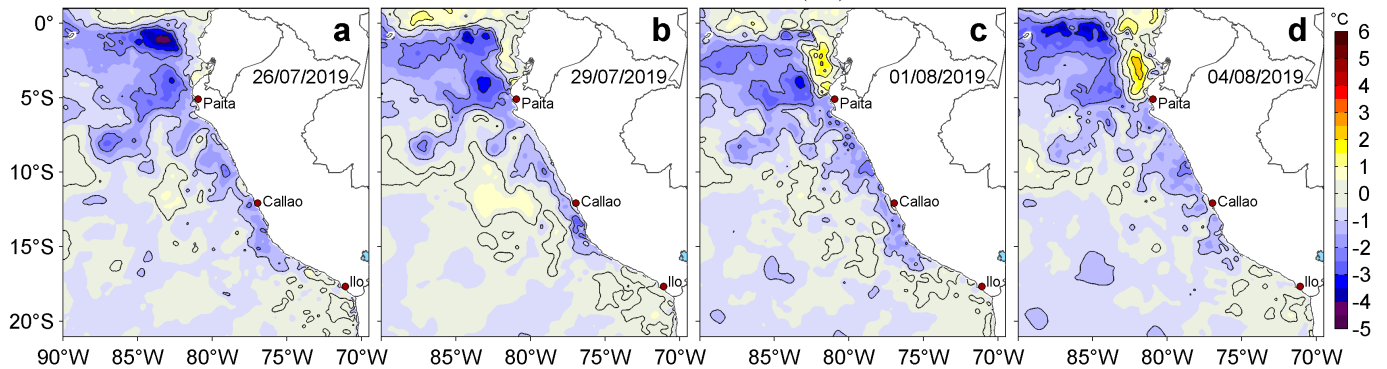 a
b
c
d
26/07/2019
29/07/2019
01/08/2019
04/08/2019
Paita
Callao
Ilo
Paita
Callao
Ilo
Paita
Callao
Ilo
Paita
Callao
Ilo
0°
5°S
10°S
15°S
20°S
90°W 85°W 80°W 75°W 70°W
85°W 80°W 75°W 70°W
85°W 80°W 75°W 70°W
85°W 80°W 75°W 70°W
°C
6
5
4
3
2
1
0
-1
-2
-3
-4
-5